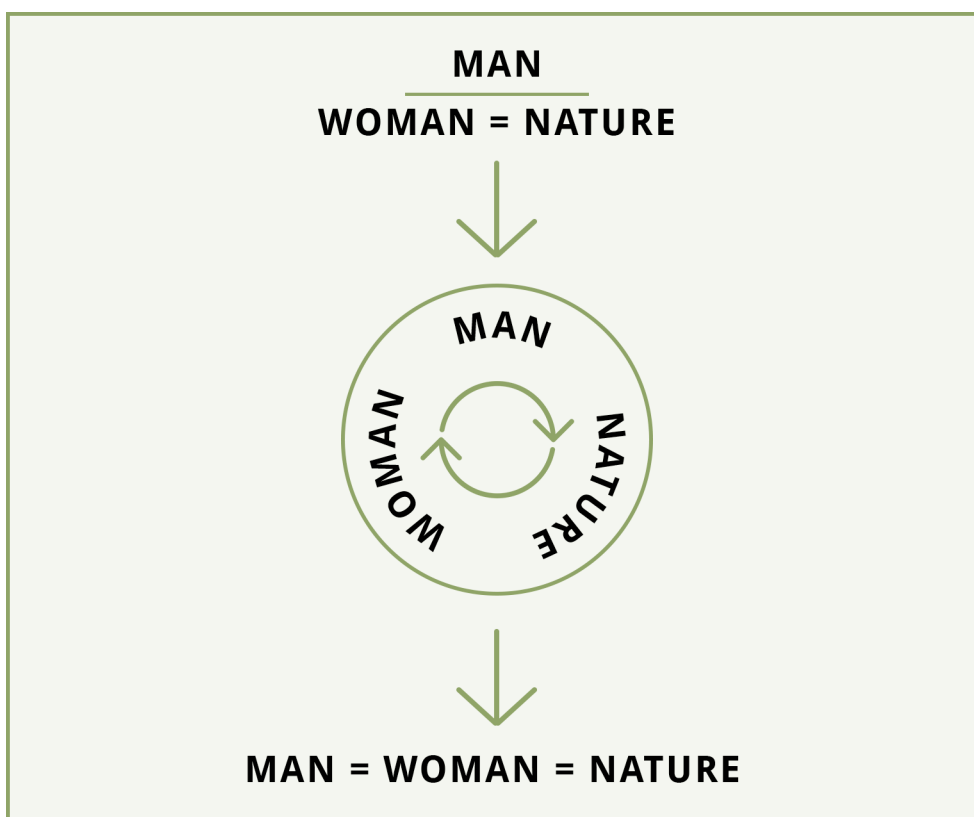 MAN
WOMAN = NATURE
MAN
WOMAN
NATURE
MAN = WOMAN = NATURE